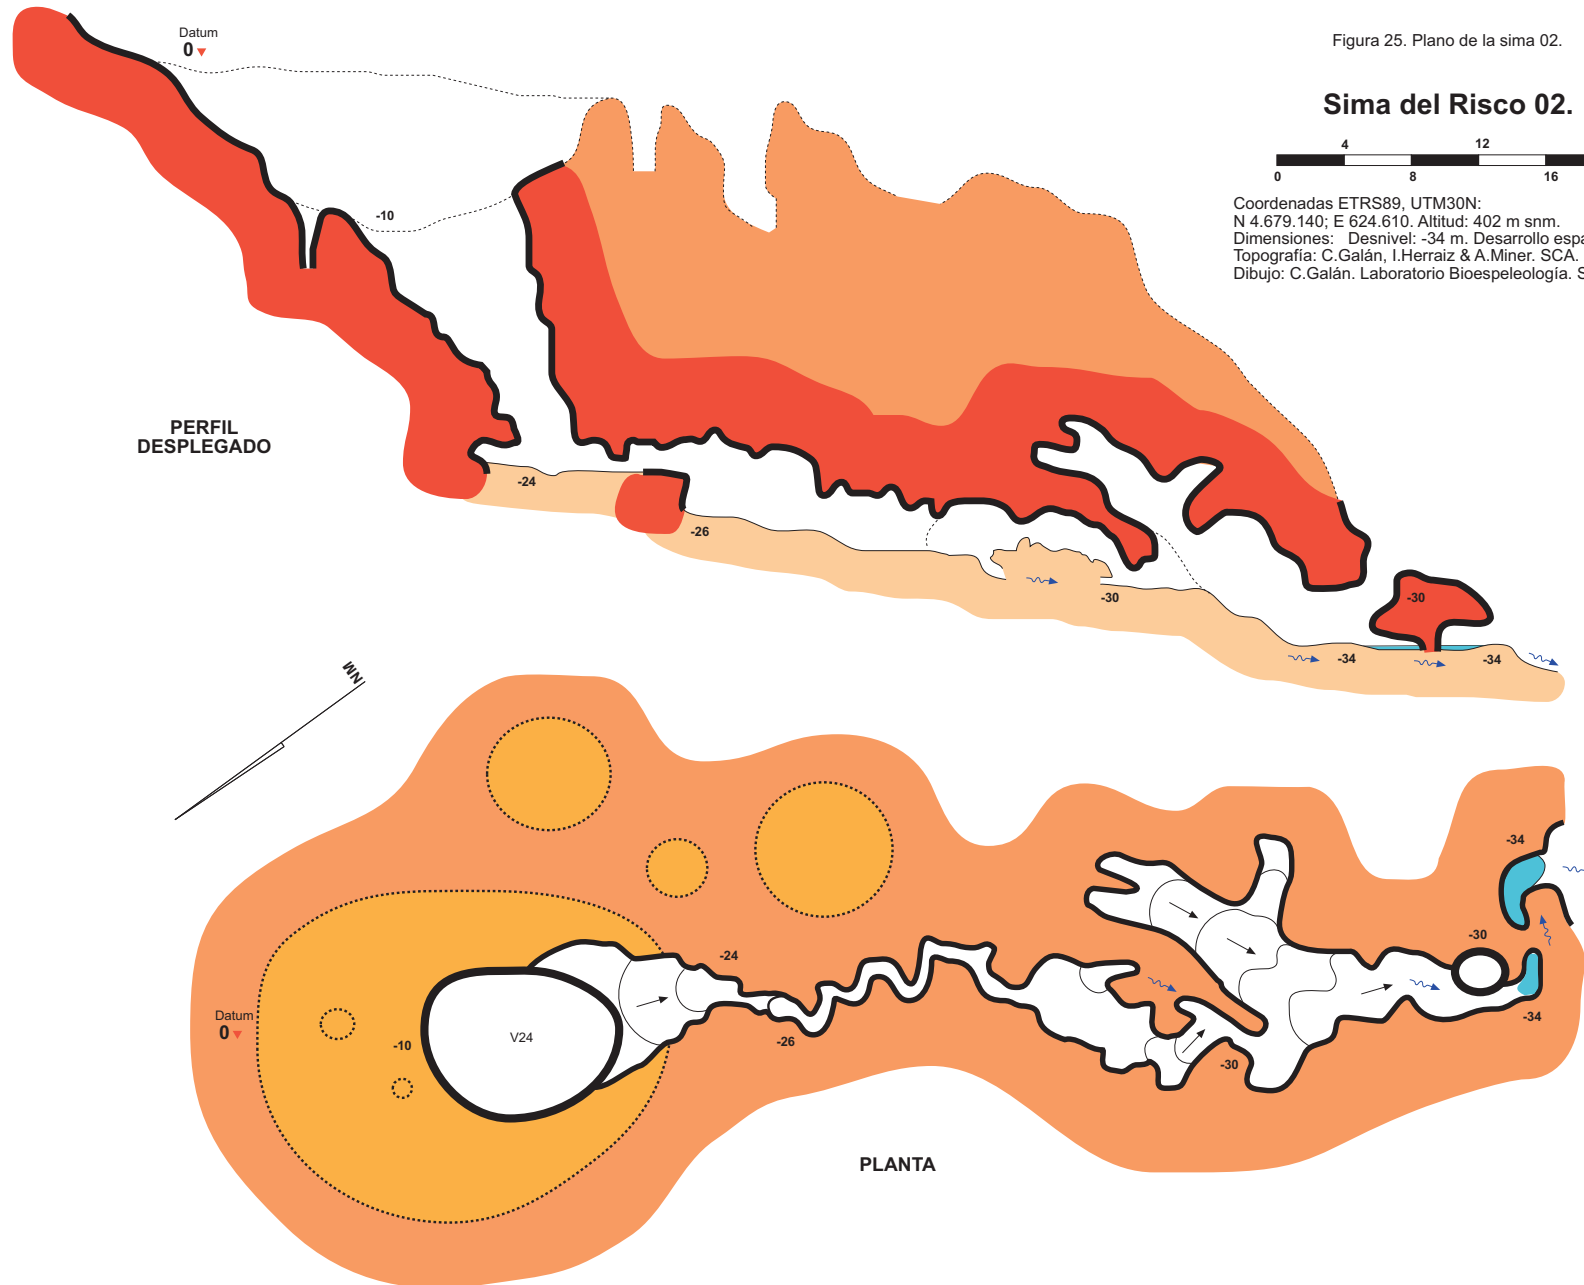 Figura 25. Plano de la sima 02.
Sima del Risco 02.
4 12
0 8 16
Coordenadas ETRS89, UTM30N:
N 4.679.140; E 624.610. Altitud: 402 m snm.
Dimensiones: Desnivel: -34 m. Desarrollo espa
Topografía: C.Galán, I.Herraiz & A.Miner. SCA.
Dibujo: C.Galán. Laboratorio Bioespeleología. S
Datum
0
-10
PERFIL
DESPLEGADO
-24
-26
-30
-30
-34
-34
NM
-34
-24
-30
Datum
0
-10
V24
-26
-30
-34
PLANTA